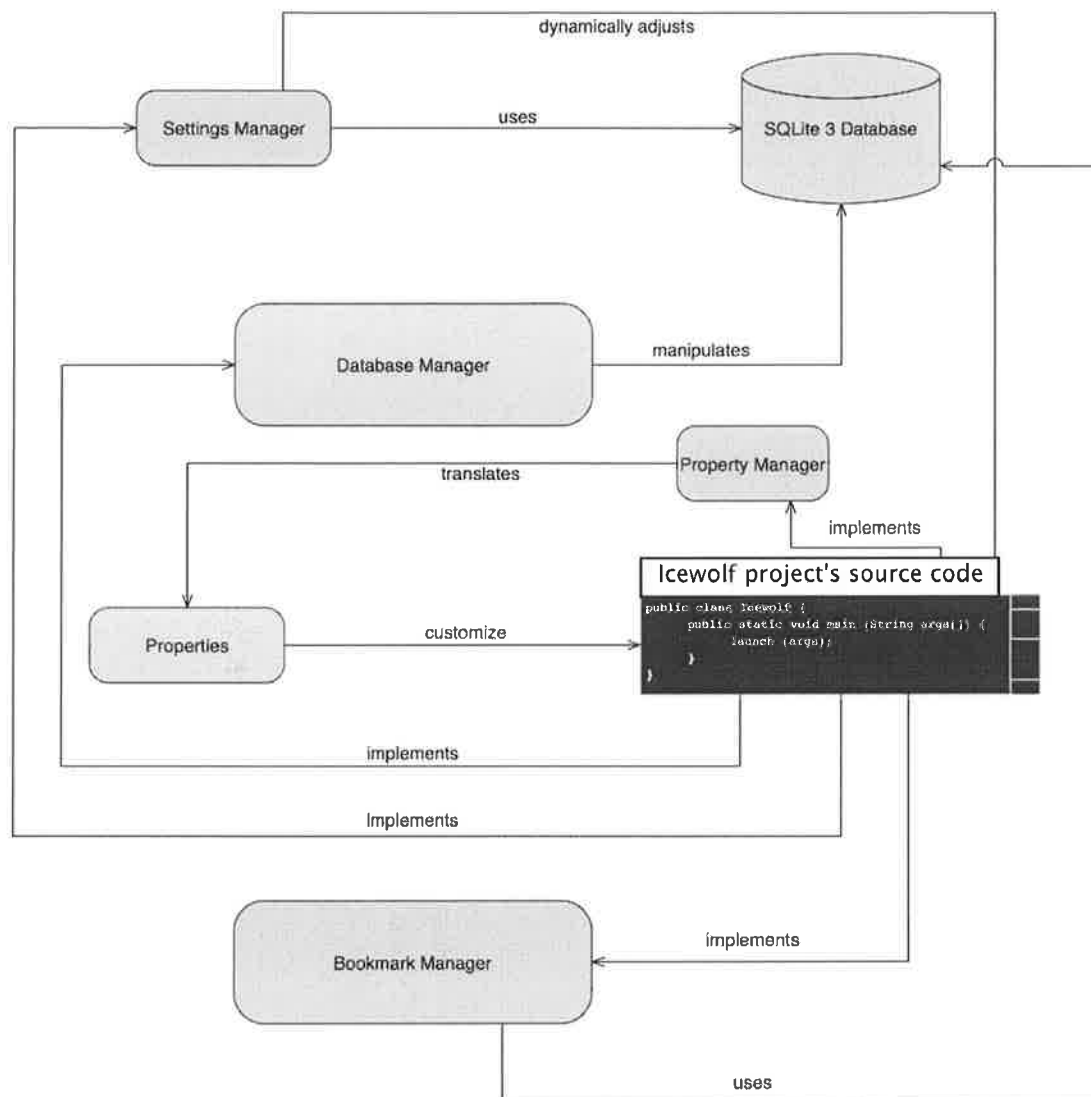 dynamically adjusts
Settings Manager
uses
SQLite 3 Database
Database Manager
manipulates
Property Manager
translates
implements
Icewolf project's source code
public class Icewolf {
public static void main (String args[]) {
launch (args);
}
}
Properties
customize
implements
Implements
implements
Bookmark Manager
uses